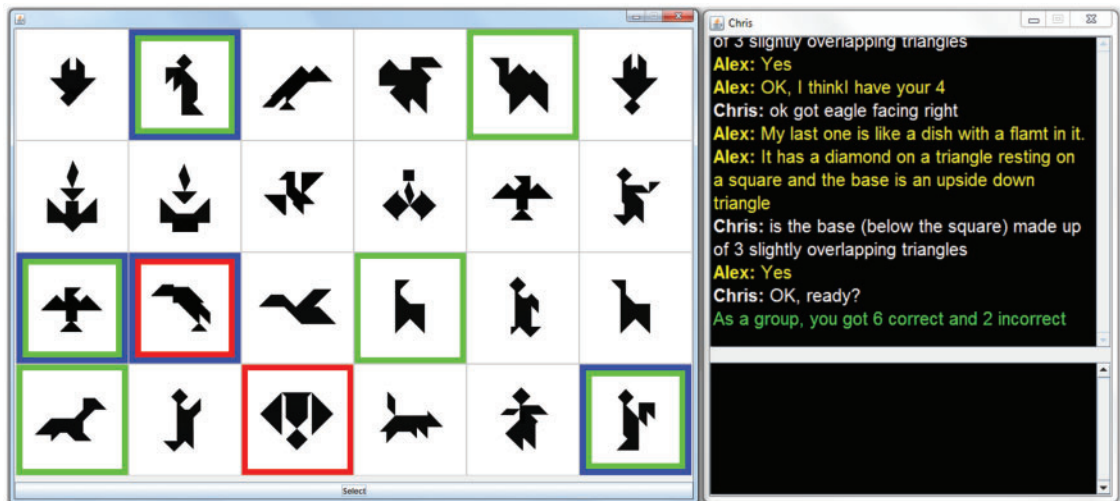 Chris
of 3 slightly overlapping triangles
Alex: Yes
Alex: OK, I thinkI have your 4
Chris: ok got eagle facing right
Alex: My last one is like a dish with a flamt in it.
Alex: It has a diamond on a triangle resting on
a square and the base is an upside down
triangle
Chris: is the base (below the square) made up
of 3 slightly overlapping triangles
Alex: Yes
Chris: OK, ready?
As a group, you got 6 correct and 2 incorrect
Select